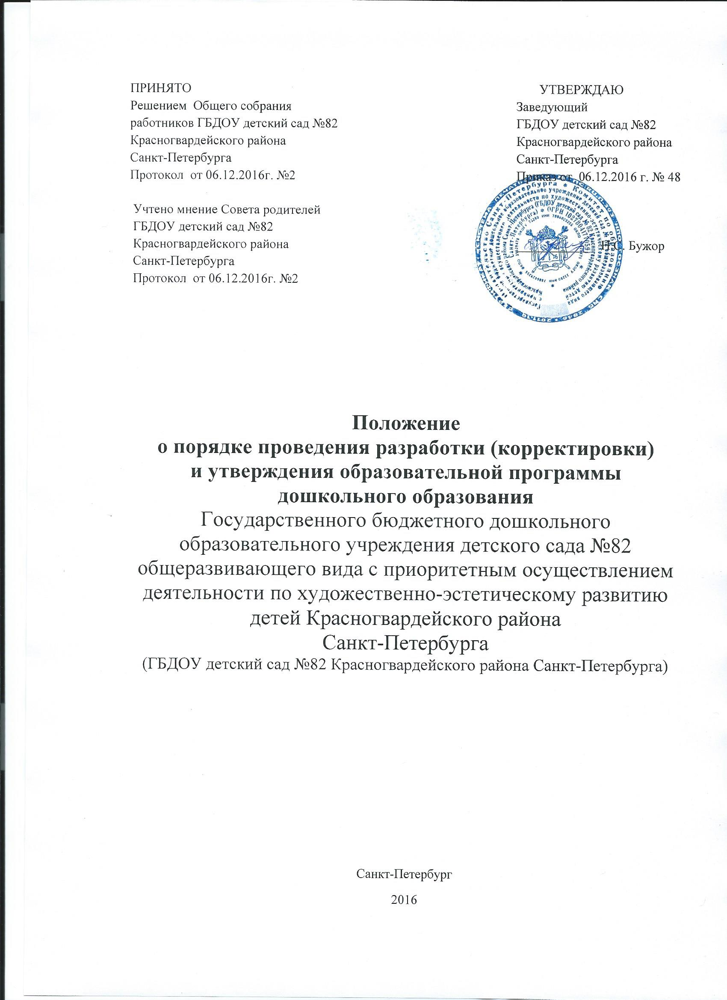 ПРИНЯТО
Решением  Общего собрания
работников ГБДОУ детский сад №82
Красногвардейского района
Санкт-Петербурга
Протокол  от 06.12.2016г. №2
Учтено мнение Совета родителей
ГБДОУ детский сад №82
Красногвардейского района
Санкт-Петербурга
Протокол  от 06.12.2016г. №2
УТВЕРЖДАЮ
Заведующий
ГБДОУ детский сад №82
Красногвардейского района
Санкт-Петербурга
Приказ от  06.12.2016 г. № 48
Н.С. Бужор
Санкт-Петербурга * Комитет по образованию
Положение
о порядке проведения разработки (корректировки)
и утверждения образовательной программы
дошкольного образования
Государственного бюджетного дошкольного
образовательного учреждения детского сада №82
общеразвивающего вида с приоритетным осуществлением
деятельности по художественно-эстетическому развитию
детей Красногвардейского района
Санкт-Петербурга
(ГБДОУ детский сад №82 Красногвардейского района Санкт-Петербурга)
Санкт-Петербург
2016